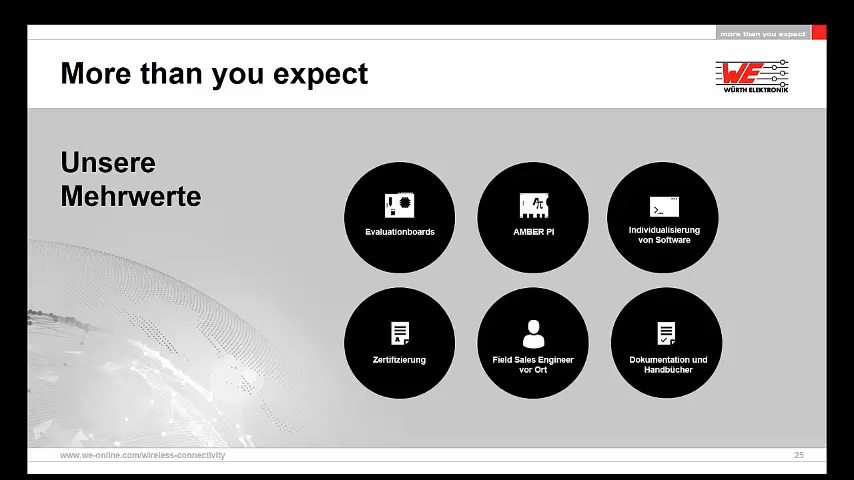 more than you expect
More than you expect
WE
WÜRTH ELEKTRONIK
Unsere
Mehrwerte
Evaluationboards
AMBER PI
Individualisierung
von Software
Zertifizierung
Field Sales Engineer
vor Ort
Dokumentation und
Handbücher
www.we-online.com/wireless-connectivity
25